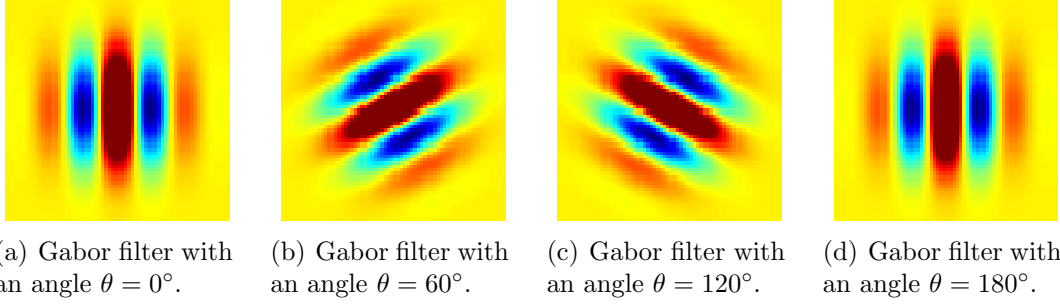 a) Gabor filter with
an angle θ = 0°.
(b) Gabor filter with
an angle θ = 60°.
(c) Gabor filter with
an angle θ = 120°.
(d) Gabor filter with
an angle θ = 180°.